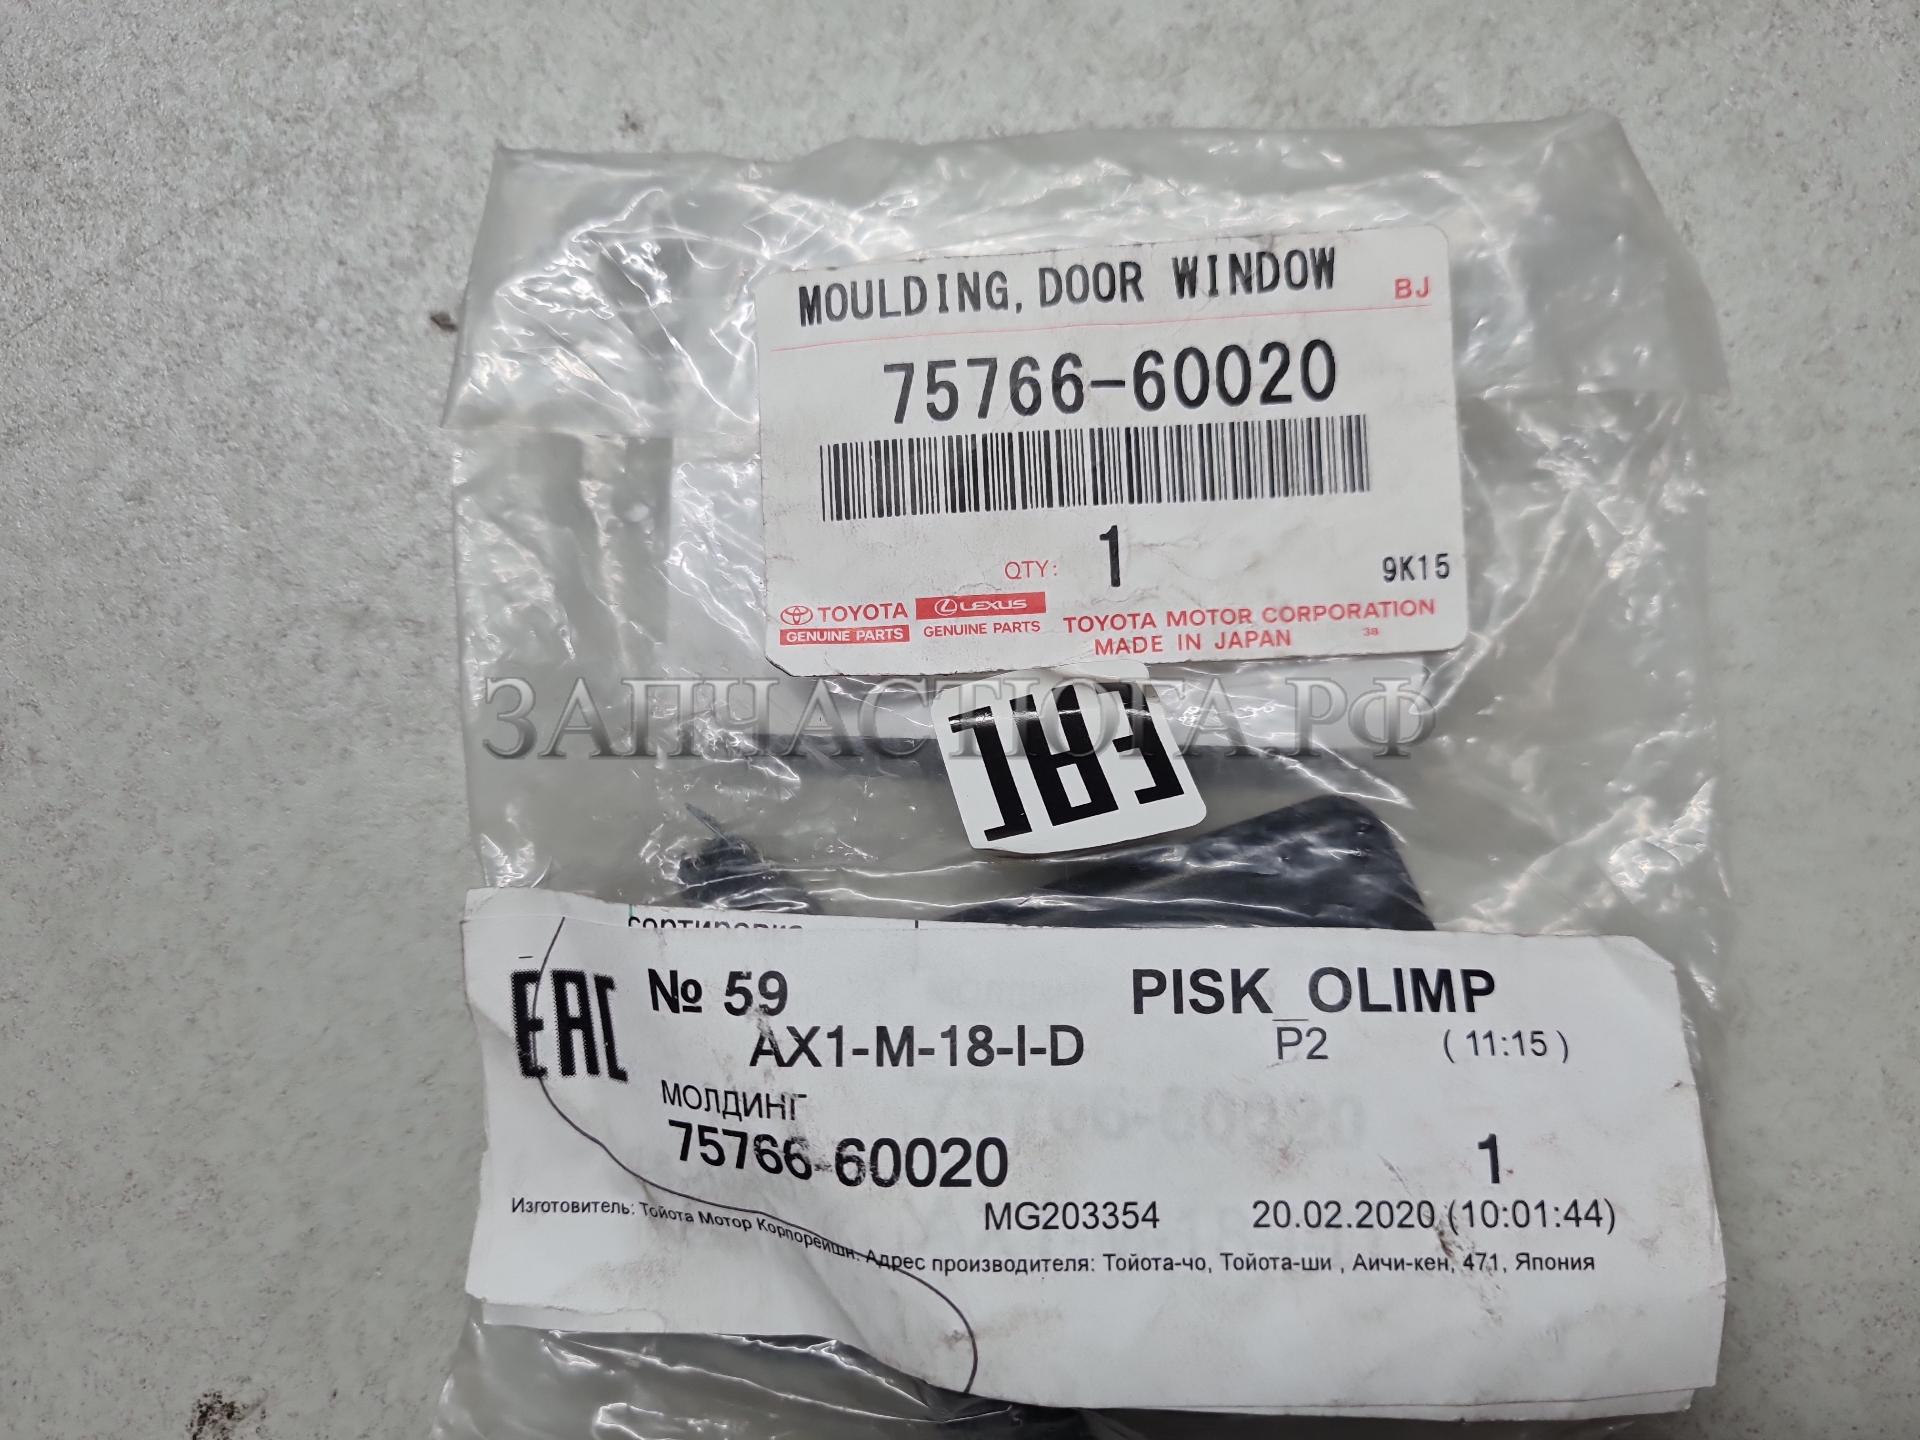 MOULDING, DOOR WINDOW
BJ
75766-60020
QTY: 1
9K15
TOYOTA
GENUINE PARTS
LEXUS
GENUINE PARTS
TOYOTA MOTOR CORPORATION
MADE IN JAPAN
38
ЗАПЧАСТЮГА.РФ
EAC
сортировка
EAC
№ 59
PISK_OLIMP
AX1-M-18-I-D
P2
( 11:15 )
МОЛДИНГ
75766-60020
1
MG203354
20.02.2020 (10:01:44)
Изготовитель: Тойота Мотор Корпорейшн. Адрес производителя: Тойота-чо, Тойота-ши , Аичи-кен, 471, Япония